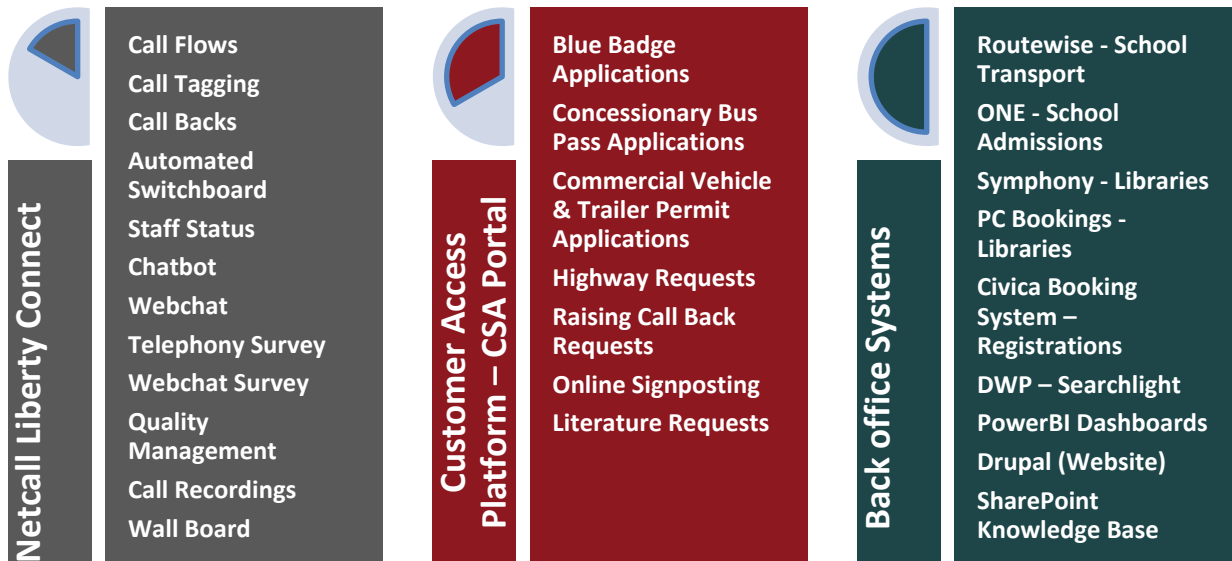 Netcall Liberty Connect
Call Flows
Call Tagging
Call Backs
Automated
Switchboard
Staff Status
Chatbot
Webchat
Telephony Survey
Webchat Survey
Quality
Management
Call Recordings
Wall Board
Customer Access
Platform – CSA Portal
Blue Badge
Applications
Concessionary Bus
Pass Applications
Commercial Vehicle
& Trailer Permit
Applications
Highway Requests
Raising Call Back
Requests
Online Signposting
Literature Requests
Back office Systems
Routewise - School
Transport
ONE - School
Admissions
Symphony - Libraries
PC Bookings -
Libraries
Civica Booking
System –
Registrations
DWP – Searchlight
PowerBI Dashboards
Drupal (Website)
SharePoint
Knowledge Base